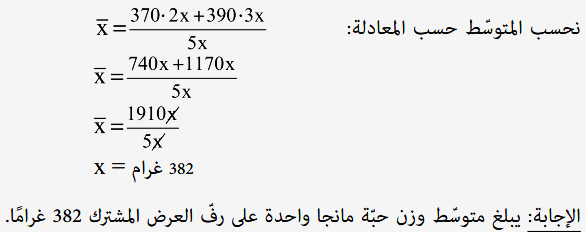 نحسب المتوسّط حسب المعادلة: x̄ = (370·2x+390·3x)/5x
x̄ = (740x+1170x)/5x
x̄ = 1910x/5x
x = 382 غرام
الإجابة: يبلغ متوسّط وزن حبّة مانجا واحدة على رفّ العرض المشترك 382 غرامًا.